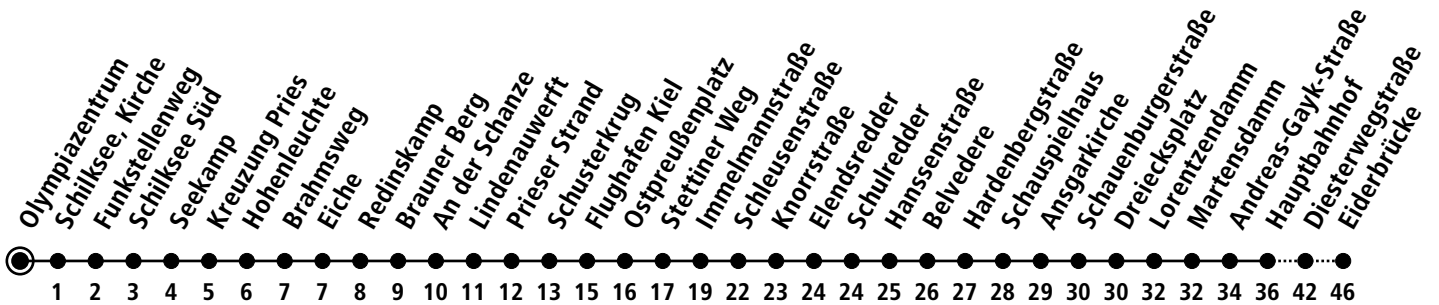 Olympiazentrum
Schilksee, Kirche
Funkstellenweg
Schilksee Süd
Seekamp
Kreuzung Pries
Hohenleuchte
Brahmsweg
Eiche
Redinskamp
Brauner Berg
An der Schanze
Lindenauwerft
Prieser Strand
Schusterkrug
Flughafen Kiel
Ostpreußenplatz
Stettiner Weg
Immelmannstraße
Schleusenstraße
Knorrstraße
Elendsredder
Schulredder
Hanssenstraße
Belvedere
Hardenbergstraße
Schauspielhaus
Ansgarkirche
Schauenburgerstraße
Dreiecksplatz
Lorentzendamm
Martensdamm
Andreas-Gayk-Straße
Hauptbahnhof
Diesterwegstraße
Eiderbrücke
1 2 3 4 5 6 7 7 8 9 10 11 12 13 15 16 17 19 22 23 24 24 25 26 27 28 29 30 30 32 32 34 36 42 46